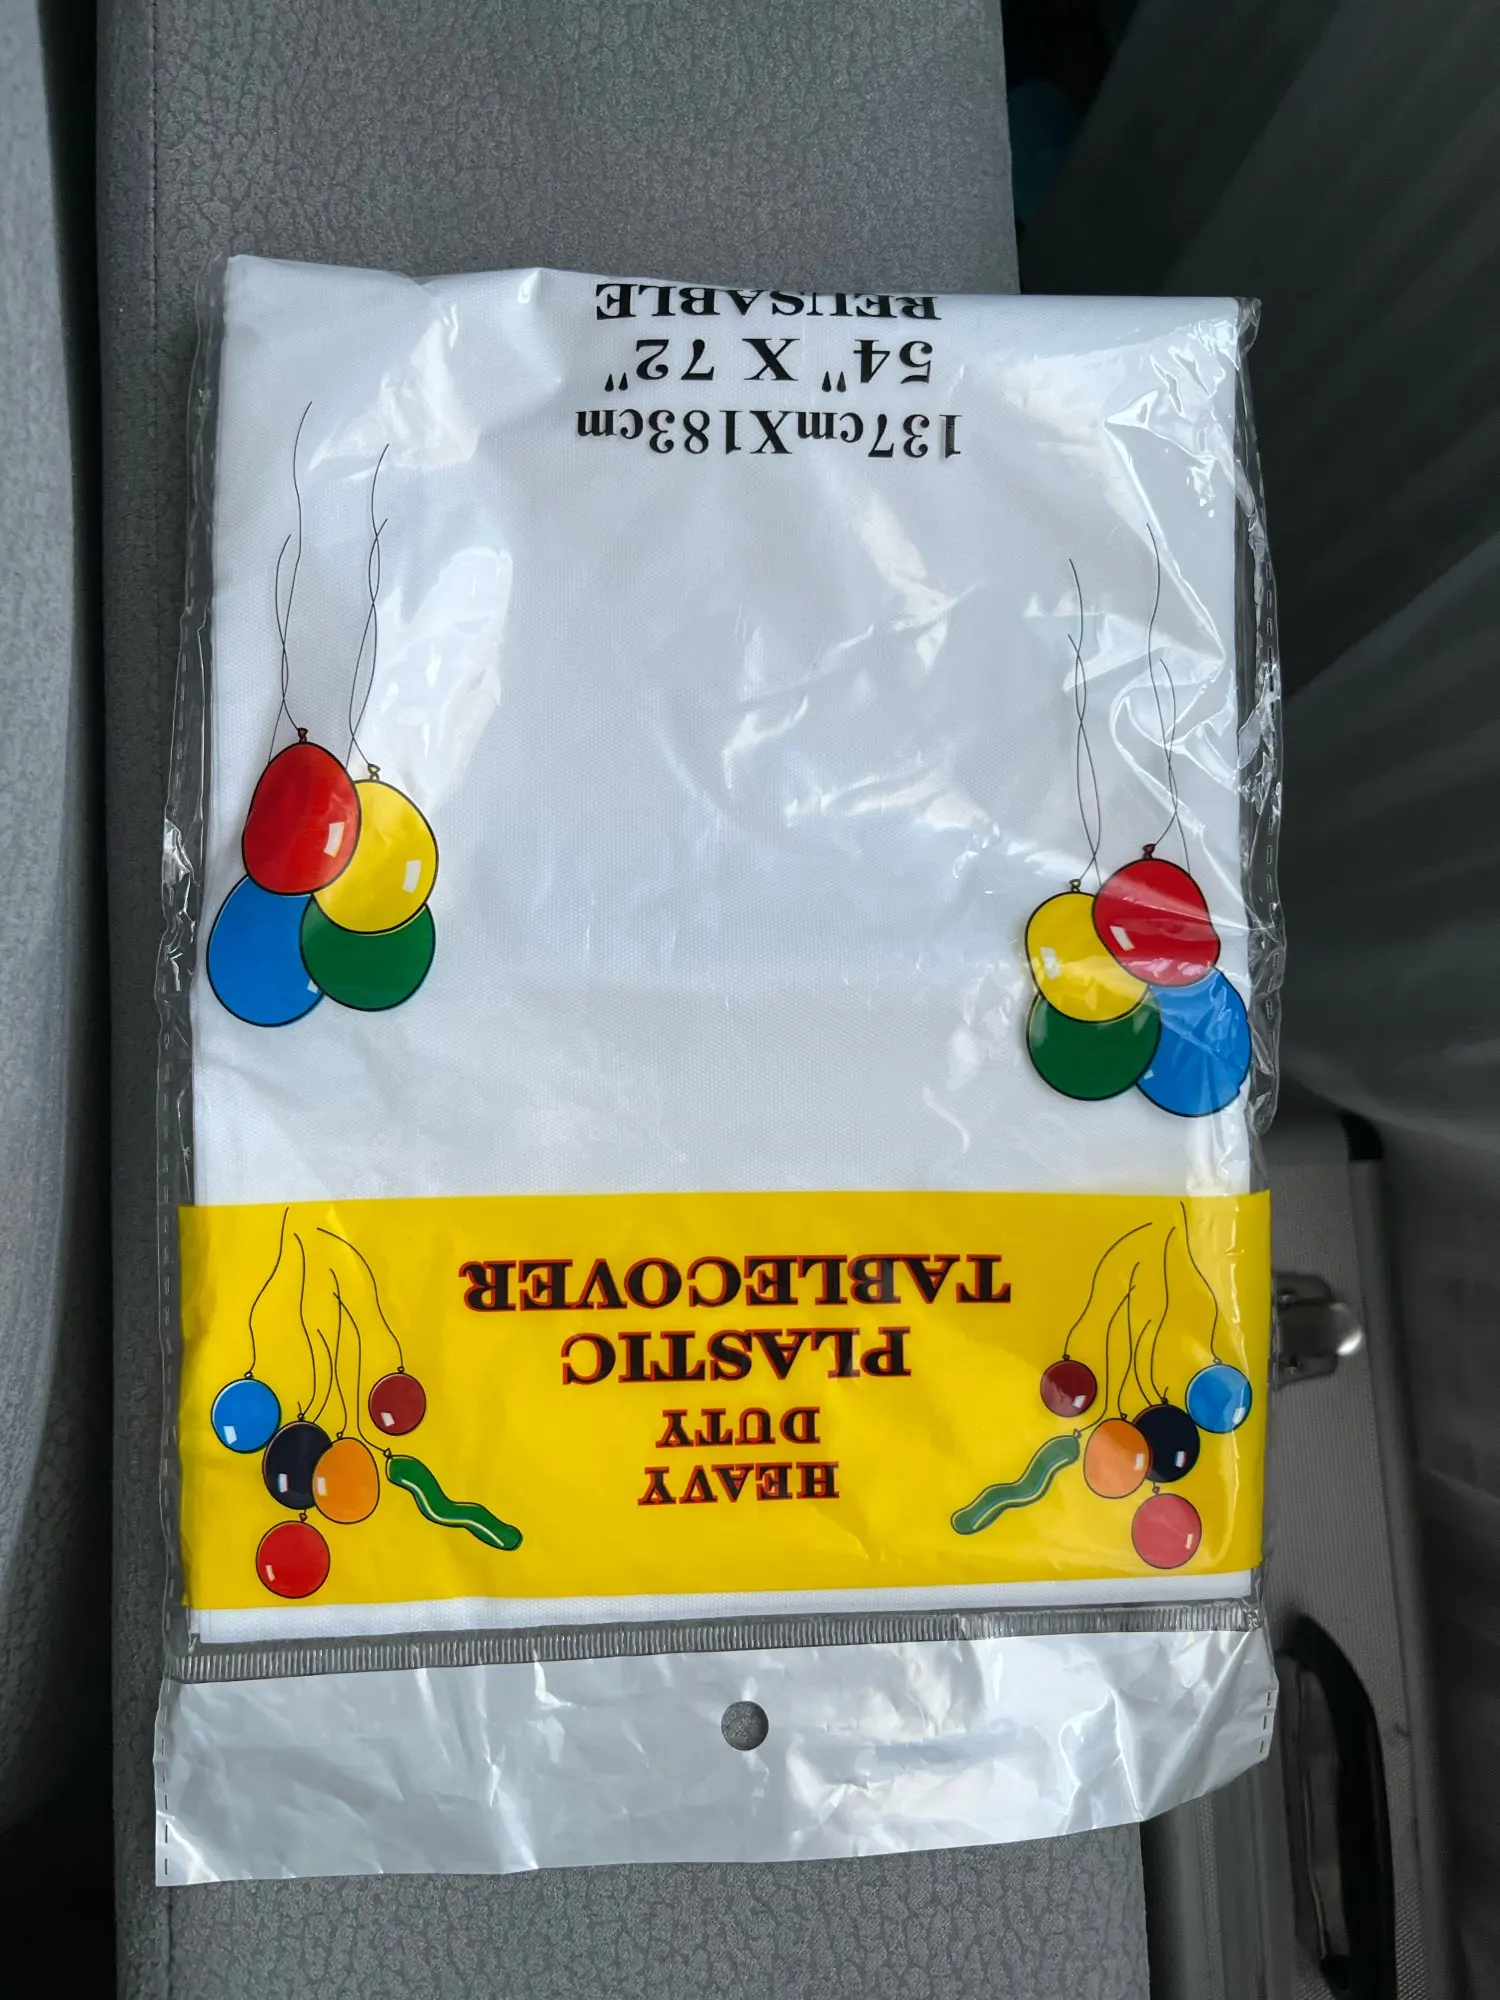 HEAVY
DUTY
PLASTIC
TABLECOVER
137cmX183cm
54" X 72"
REUSABLE